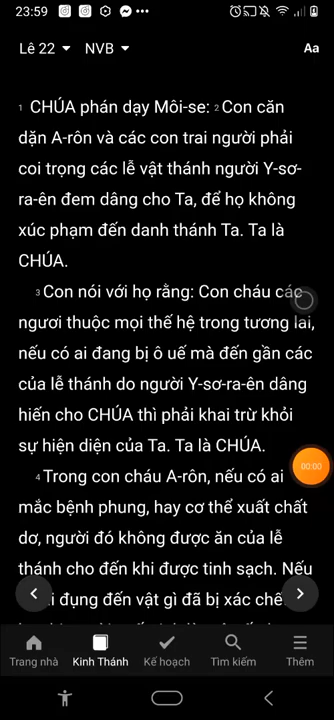 23:59
Lê 22 NVB Aa
1 CHÚA phán dạy Môi-se: 2 Con căn
dặn A-rôn và các con trai người phải
coi trọng các lễ vật thánh người Y-sơ-
ra-ên đem dâng cho Ta, để họ không
xúc phạm đến danh thánh Ta. Ta là
CHÚA.
3 Con nói với họ rằng: Con cháu các
ngươi thuộc mọi thế hệ trong tương lai,
nếu có ai đang bị ô uế mà đến gần các
của lễ thánh do người Y-sơ-ra-ên dâng
hiến cho CHÚA thì phải khai trừ khỏi
sự hiện diện của Ta. Ta là CHÚA.
00:00
4 Trong con cháu A-rôn, nếu có ai
mắc bệnh phung, hay cơ thể xuất chất
dơ, người đó không được ăn của lễ
thánh cho đến khi được tinh sạch. Nếu
đụng đến vật gì đã bị xác
Trang nhà Kinh Thánh Kế hoạch Tìm kiếm Thêm